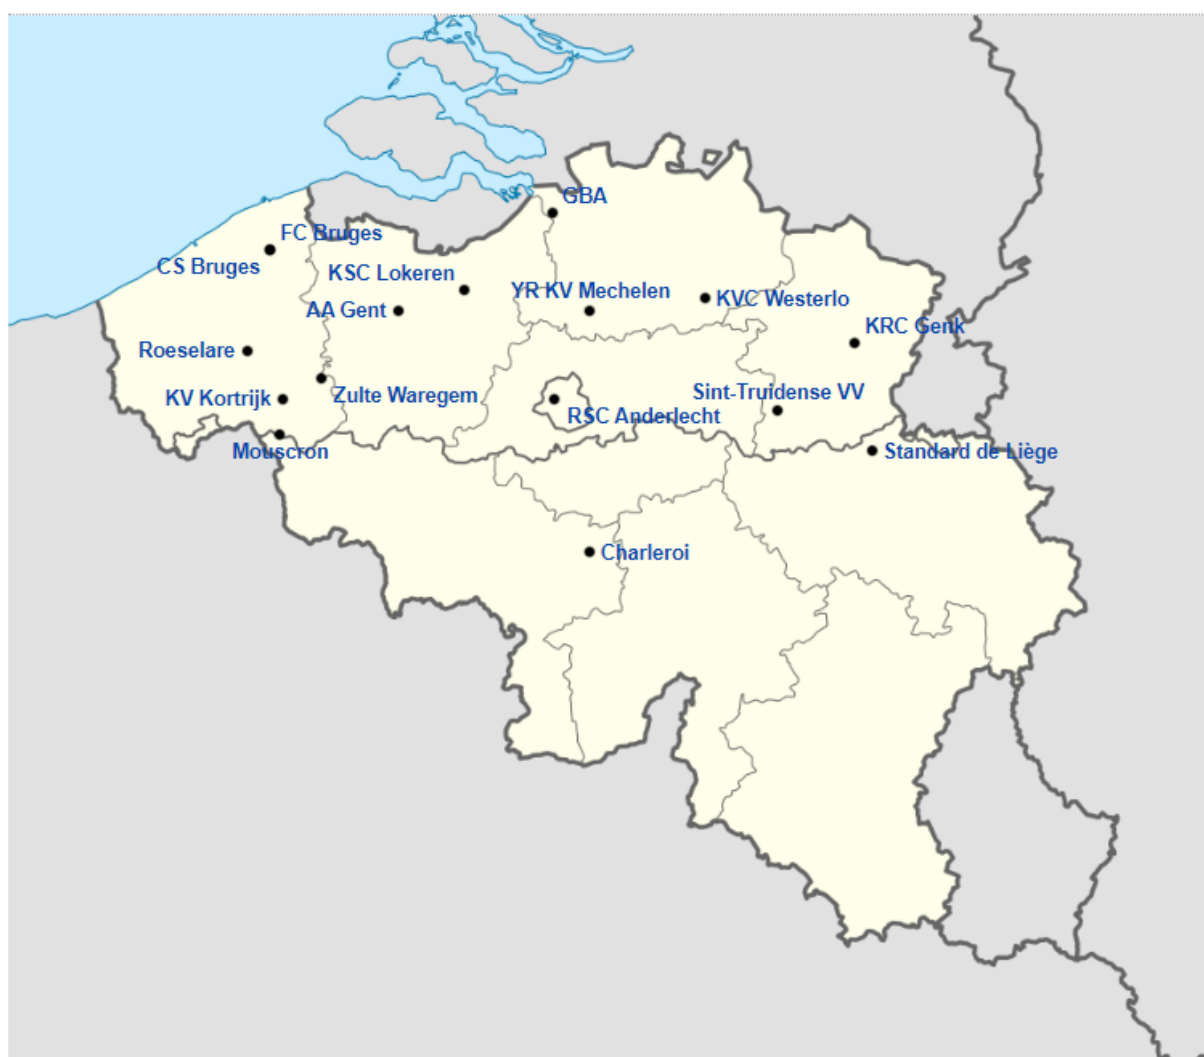 GBA
FC Bruges
CS Bruges
KSC Lokeren
YR KV Mechelen
KVC Westerlo
AA Gent
KRC Genk
Roeselare
KV Kortrijk
Zulte Waregem
Sint-Truidense VV
RSC Anderlecht
Mouscron
Standard de Liège
Charleroi